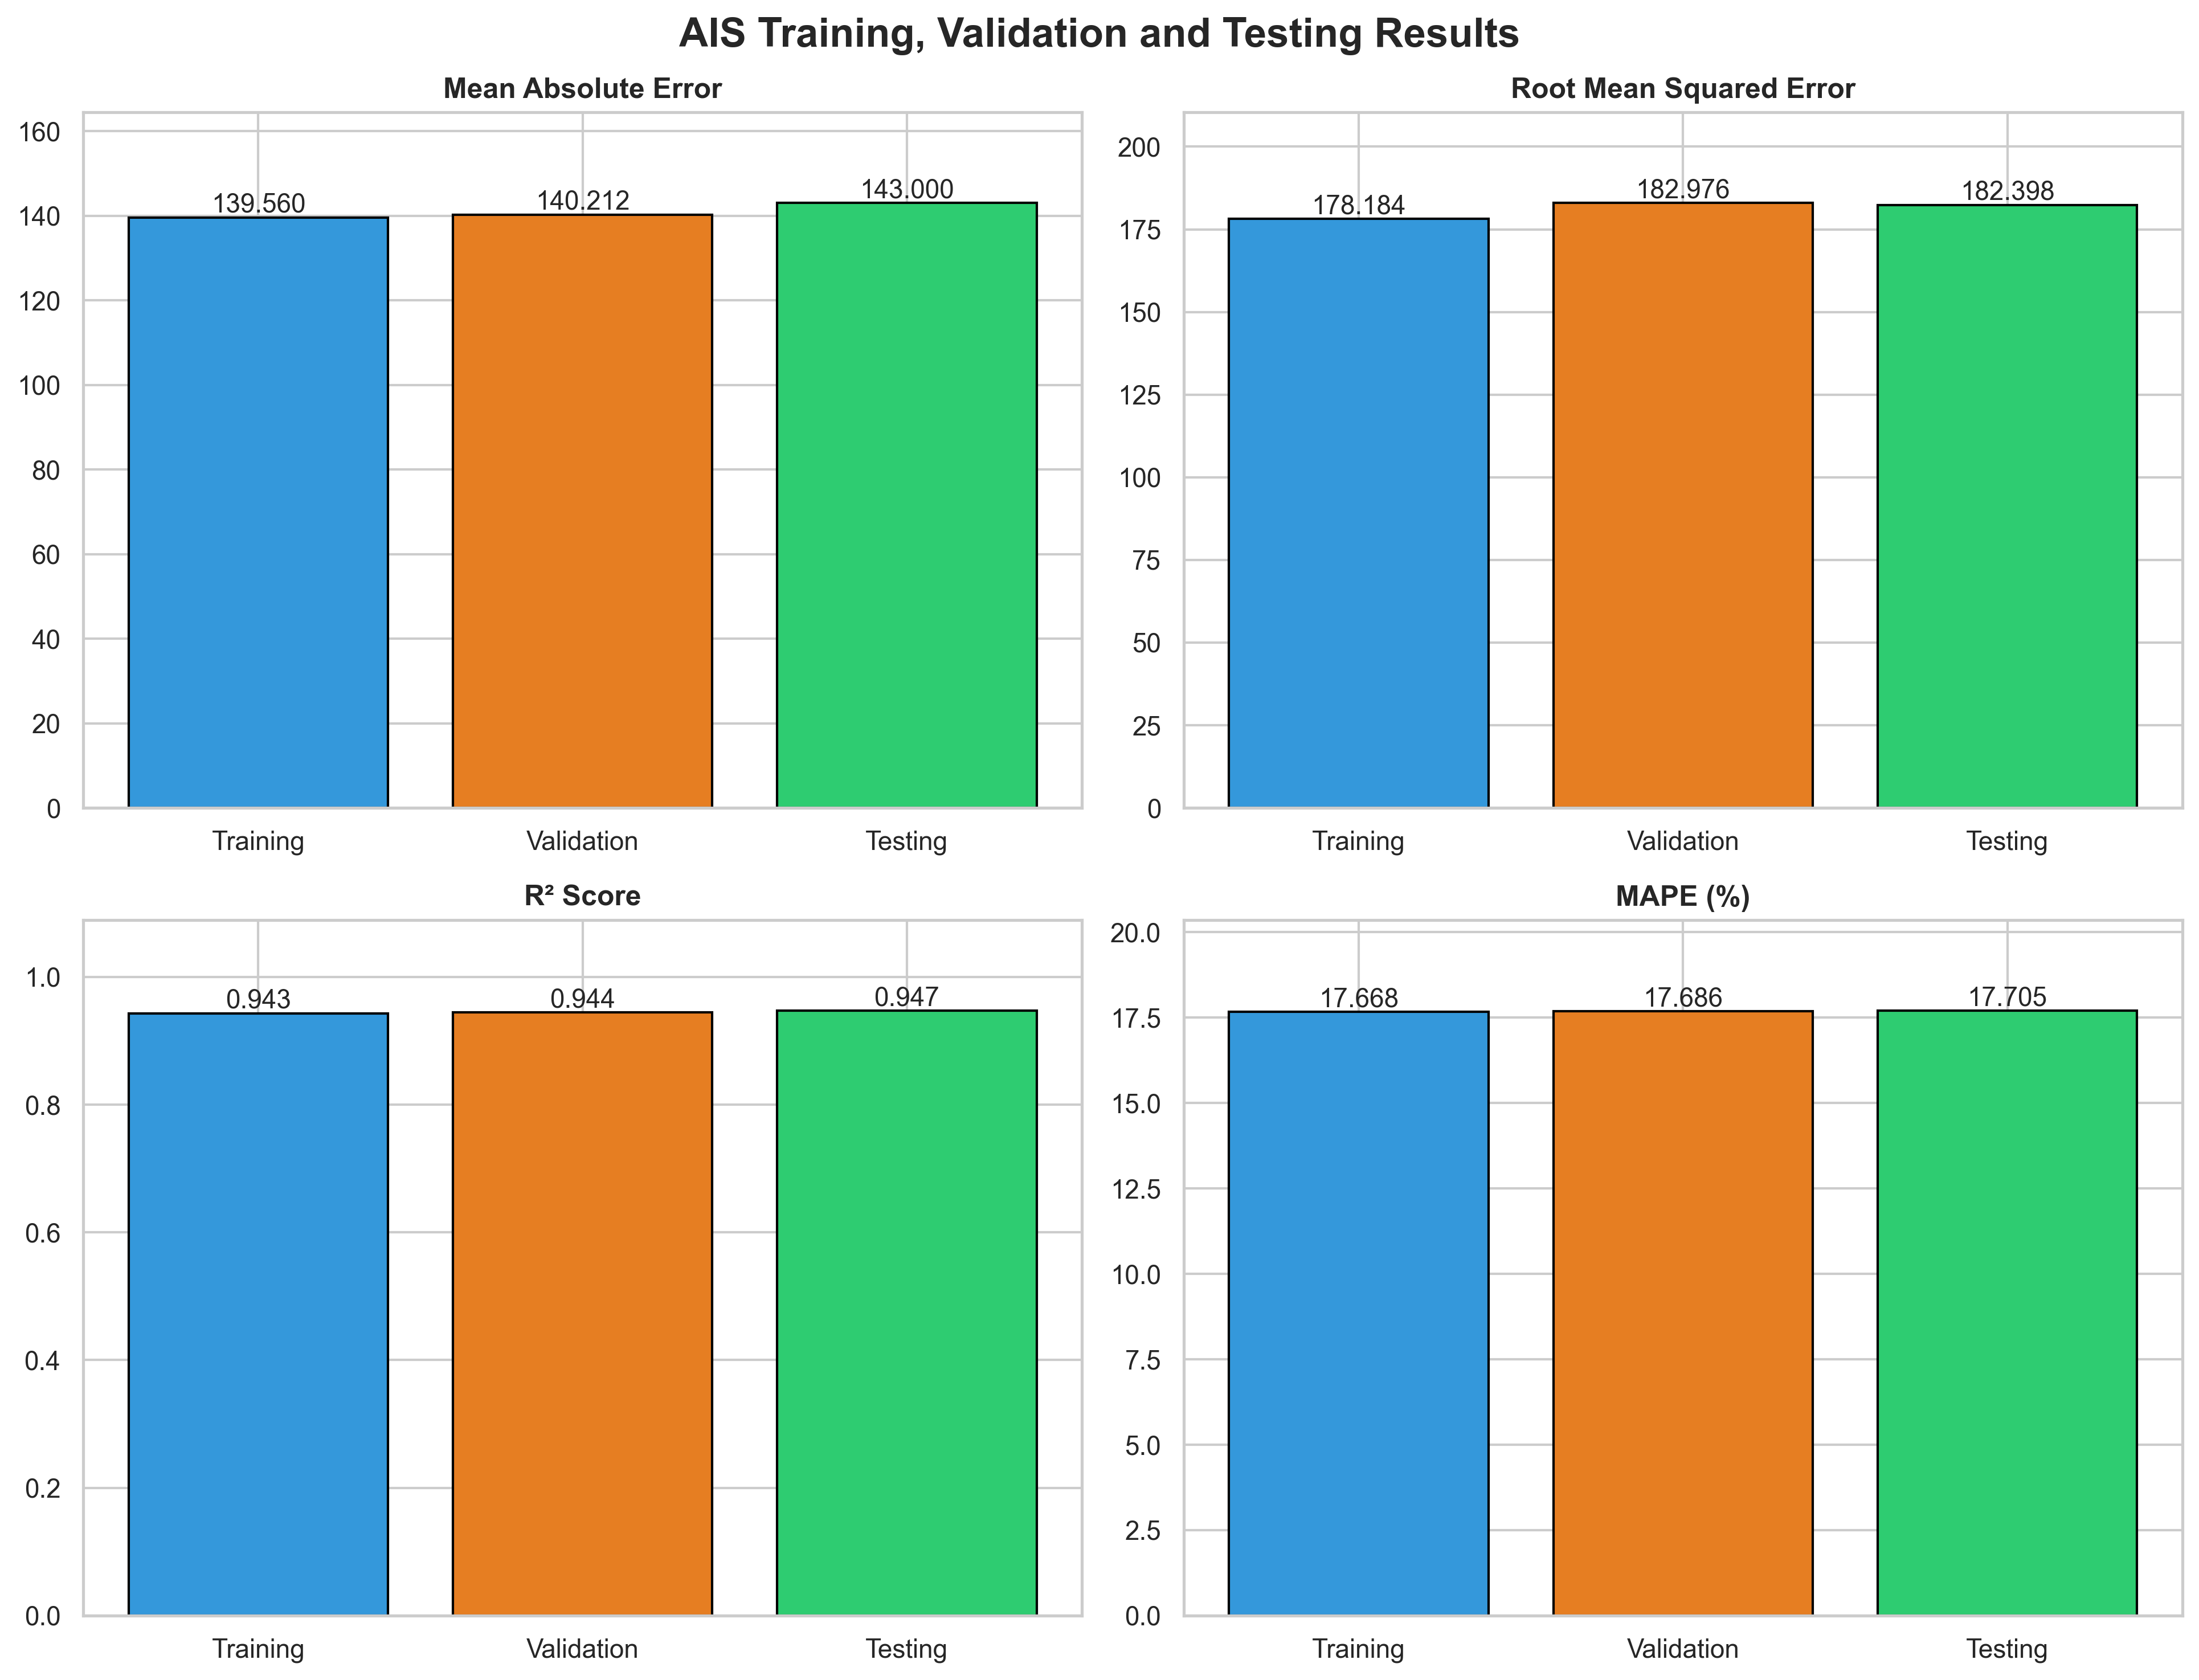 AIS Training, Validation and Testing Results
Mean Absolute Error
160
140
120
100
80
60
40
20
0
139.560
140.212
143.000
Training
Validation
Testing
Root Mean Squared Error
200
175
150
125
100
75
50
25
0
178.184
182.976
182.398
Training
Validation
Testing
R² Score
1.0
0.8
0.6
0.4
0.2
0.0
0.943
0.944
0.947
Training
Validation
Testing
MAPE (%)
20.0
17.5
15.0
12.5
10.0
7.5
5.0
2.5
0.0
17.668
17.686
17.705
Training
Validation
Testing